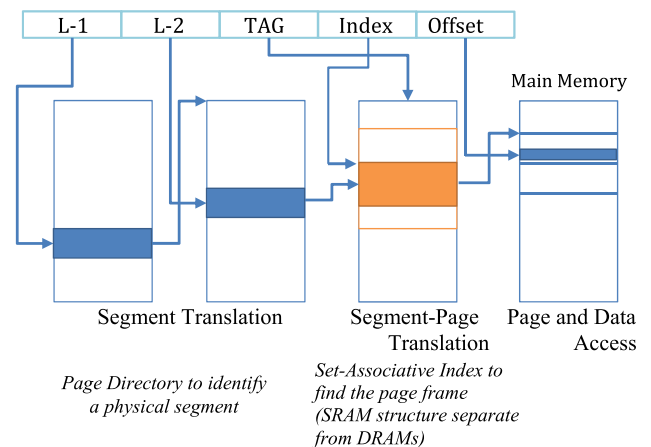 L-1 L-2 TAG Index Offset
Main Memory
Segment Translation
Segment-Page
Translation
Page and Data
Access
Page Directory to identify
a physical segment
Set-Associative Index to
find the page frame
(SRAM structure separate
from DRAMs)